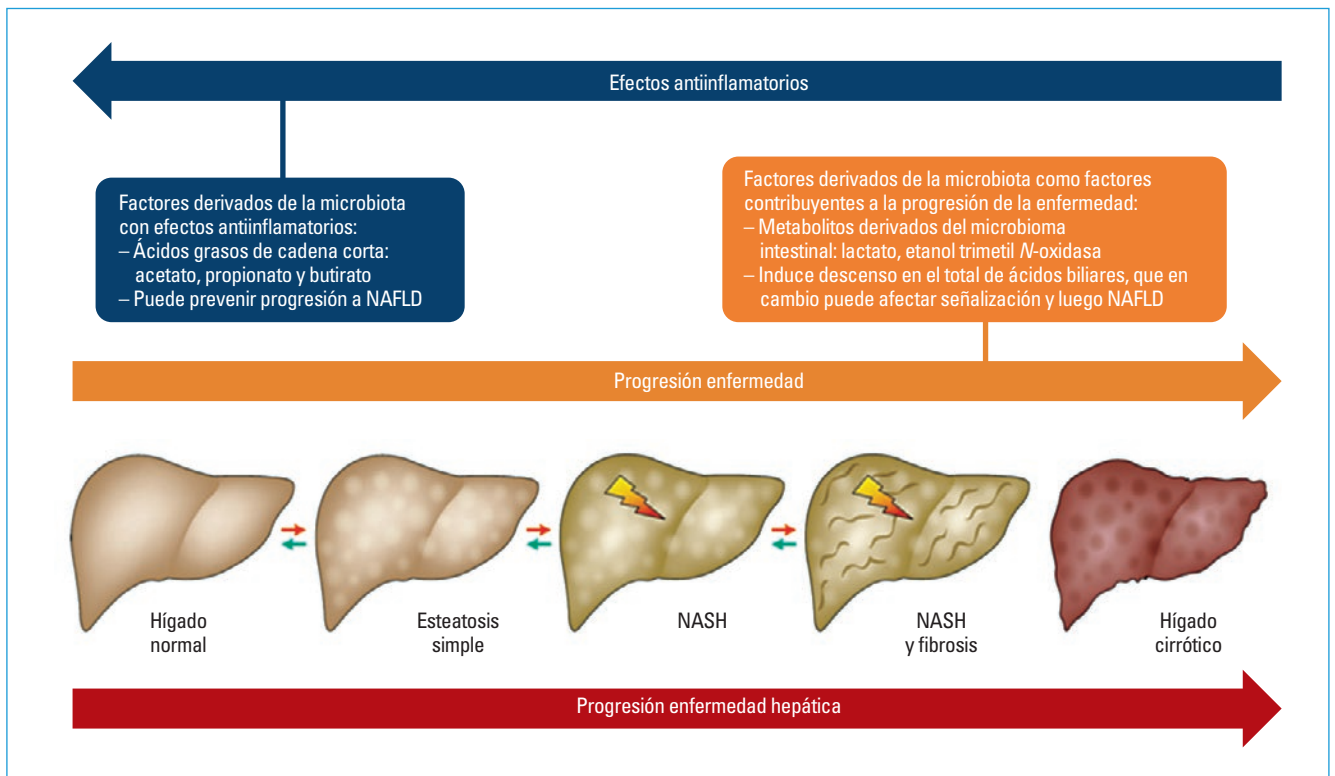 Efectos antiinflamatorios
Factores derivados de la microbiota
con efectos antiinflamatorios:
– Ácidos grasos de cadena corta:
acetato, propionato y butirato
– Puede prevenir progresión a NAFLD
Factores derivados de la microbiota como factores
contribuyentes a la progresión de la enfermedad:
– Metabolitos derivados del microbioma
intestinal: lactato, etanol trimetil N-oxidasa
– Induce descenso en el total de ácidos biliares, que en
cambio puede afectar señalización y luego NAFLD
Progresión enfermedad
Hígado
normal
Esteatosis
simple
NASH
NASH
y fibrosis
Hígado
cirrótico
Progresión enfermedad hepática